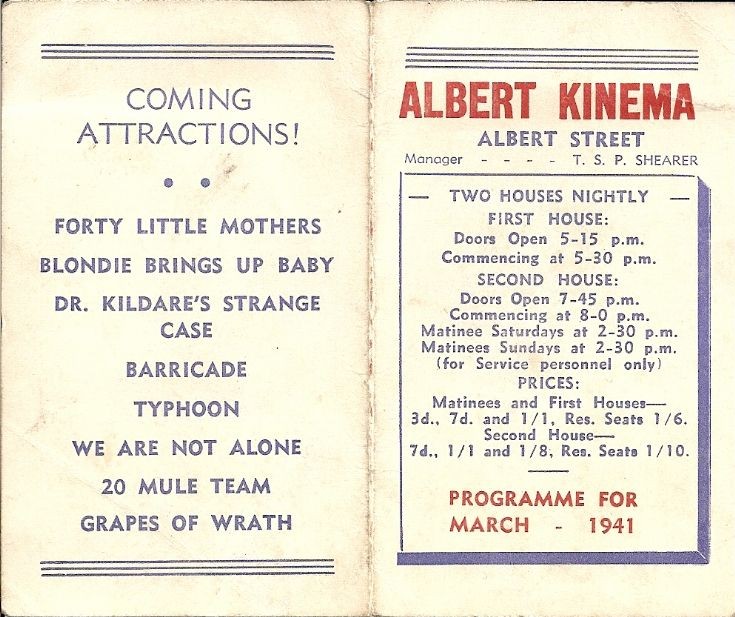 COMING
ATTRACTIONS!
FORTY LITTLE MOTHERS
BLONDIE BRINGS UP BABY
DR. KILDARE'S STRANGE
CASE
BARRICADE
TYPHOON
WE ARE NOT ALONE
20 MULE TEAM
GRAPES OF WRATH
ALBERT KINEMA
ALBERT STREET
Manager - - - - T. S. P. SHEARER
— TWO HOUSES NIGHTLY —
FIRST HOUSE:
Doors Open 5-15 p.m.
Commencing at 5-30 p.m.
SECOND HOUSE:
Doors Open 7-45 p.m.
Commencing at 8-0 p.m.
Matinee Saturdays at 2-30 p.m.
Matinees Sundays at 2-30 p.m.
(for Service personnel only)
PRICES:
Matinees and First Houses—
3d., 7d. and 1/1, Res. Seats 1/6.
Second House—
7d., 1/1 and 1/8, Res. Seats 1/10.
PROGRAMME FOR
MARCH - 1941